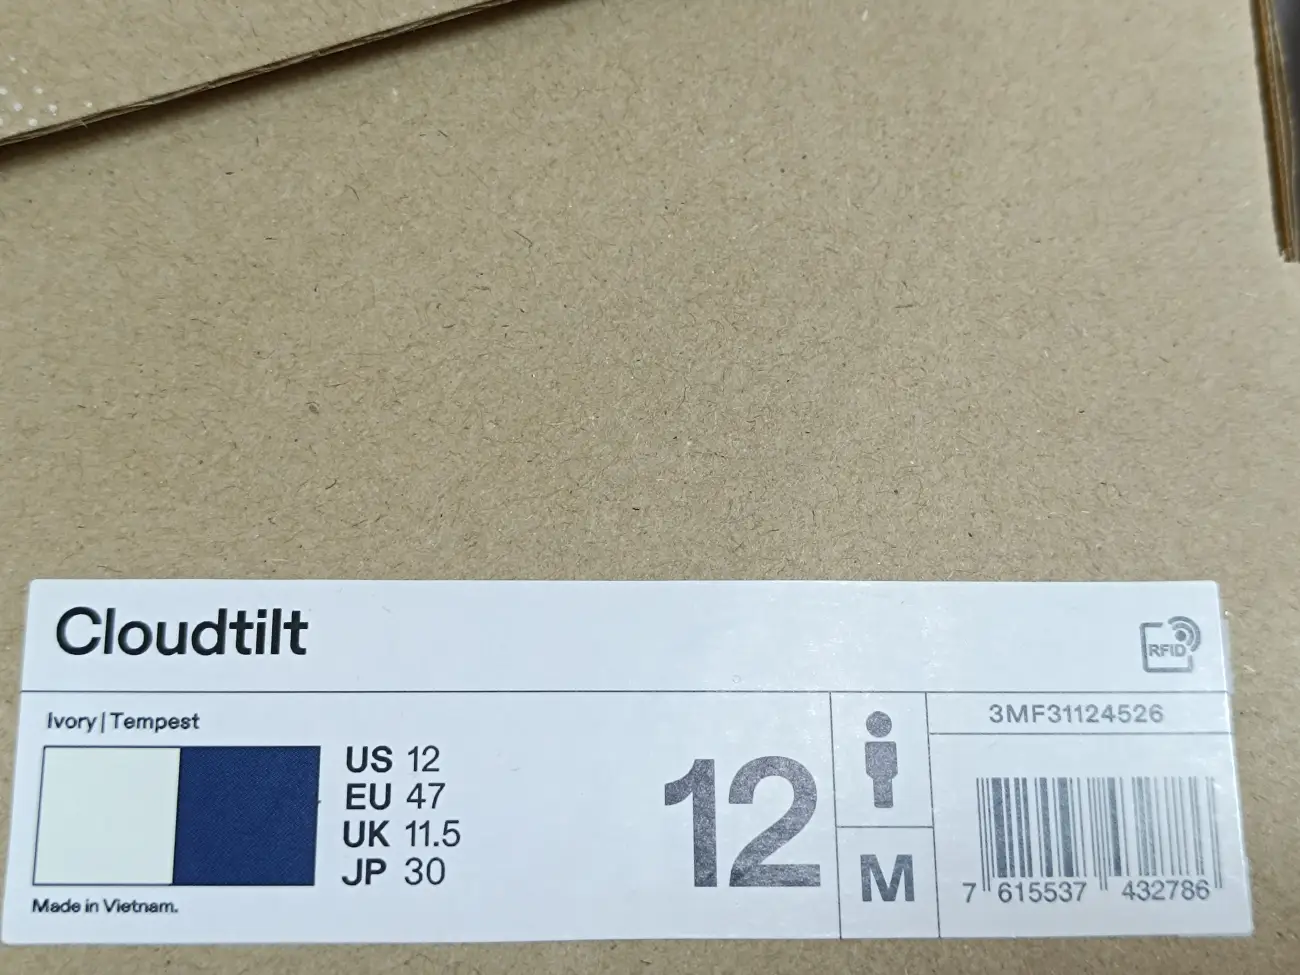 Cloudtilt
RFID
Ivory | Tempest
US 12
EU 47
UK 11.5
JP 30
Made in Vietnam.
12
M
3MF31124526
7 615537 432786